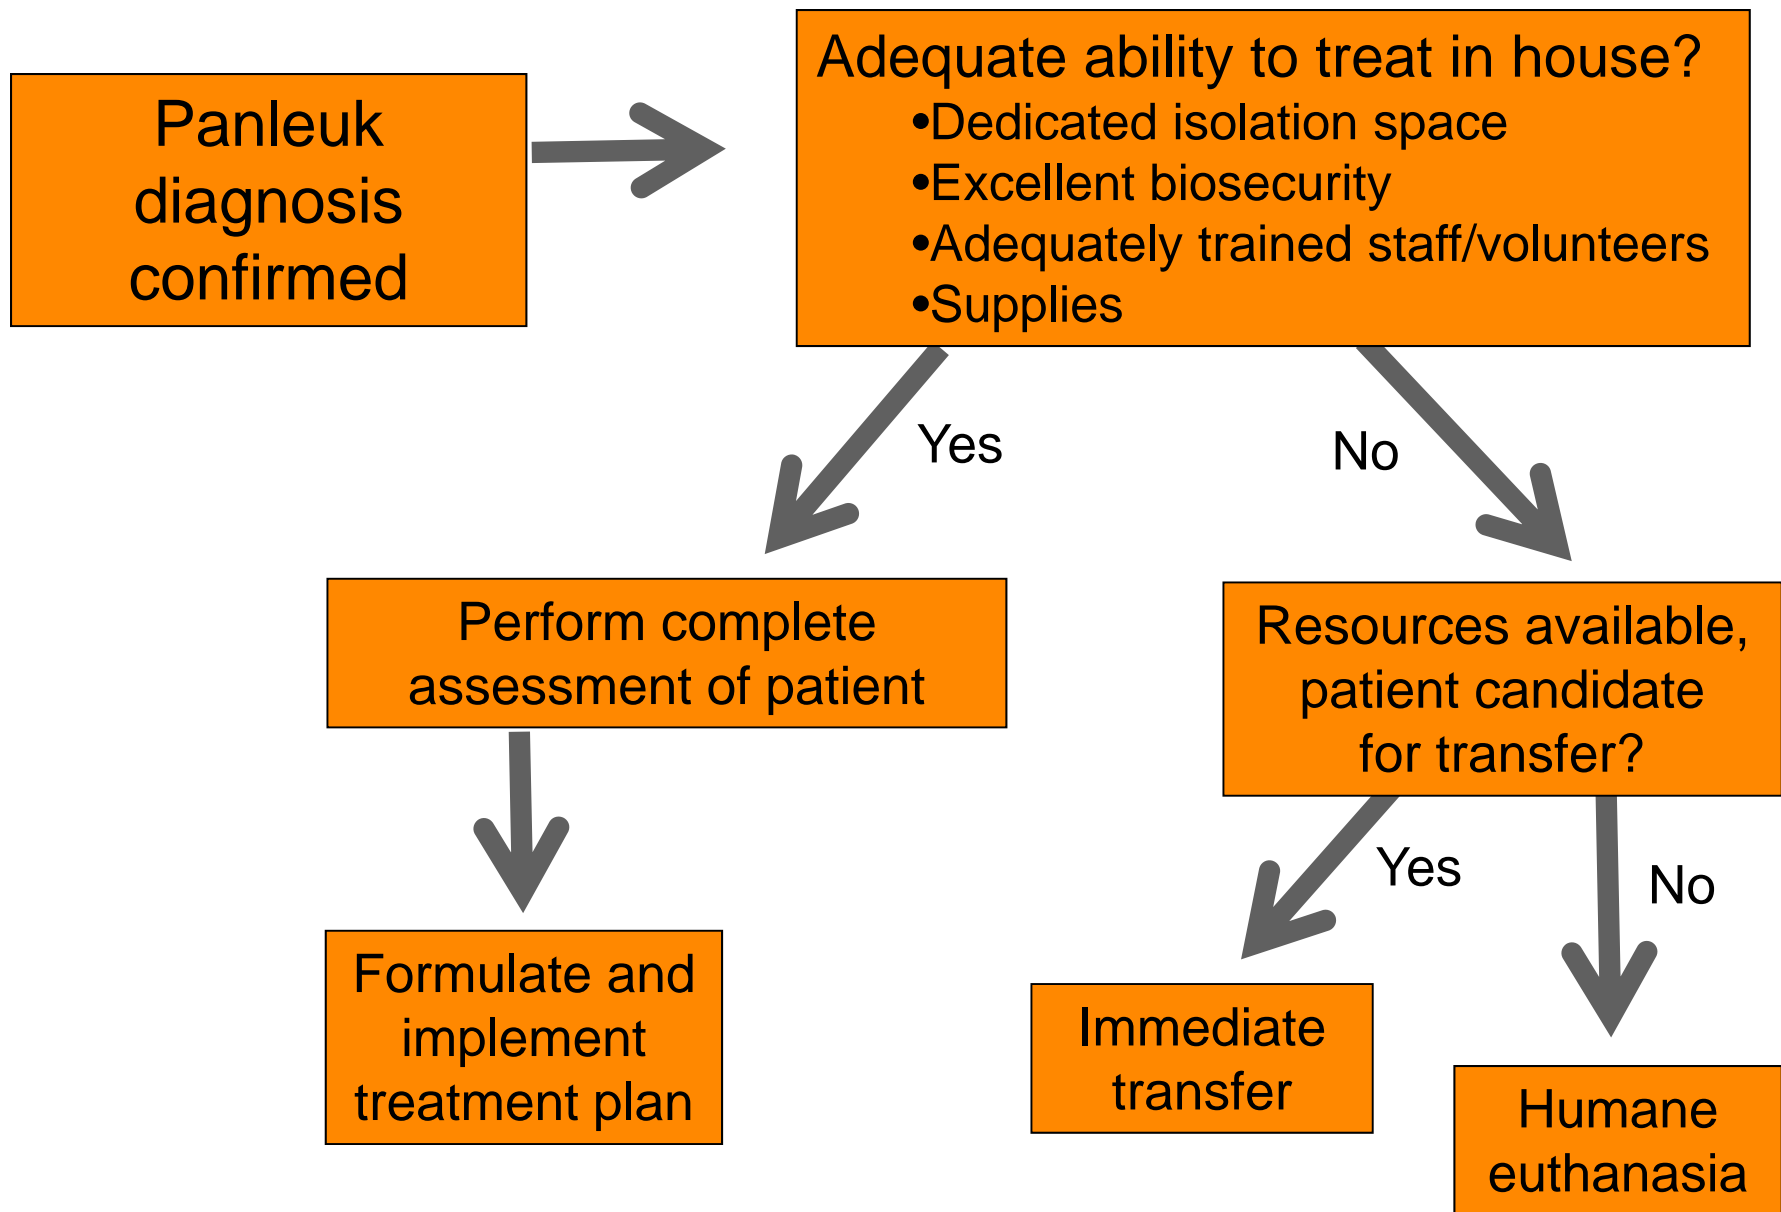 Panleuk
diagnosis
confirmed
Adequate ability to treat in house?
•Dedicated isolation space
•Excellent biosecurity
•Adequately trained staff/volunteers
•Supplies
Yes
No
Perform complete
assessment of patient
Resources available,
patient candidate
for transfer?
Formulate and
implement
treatment plan
Yes
No
Immediate
transfer
Humane
euthanasia